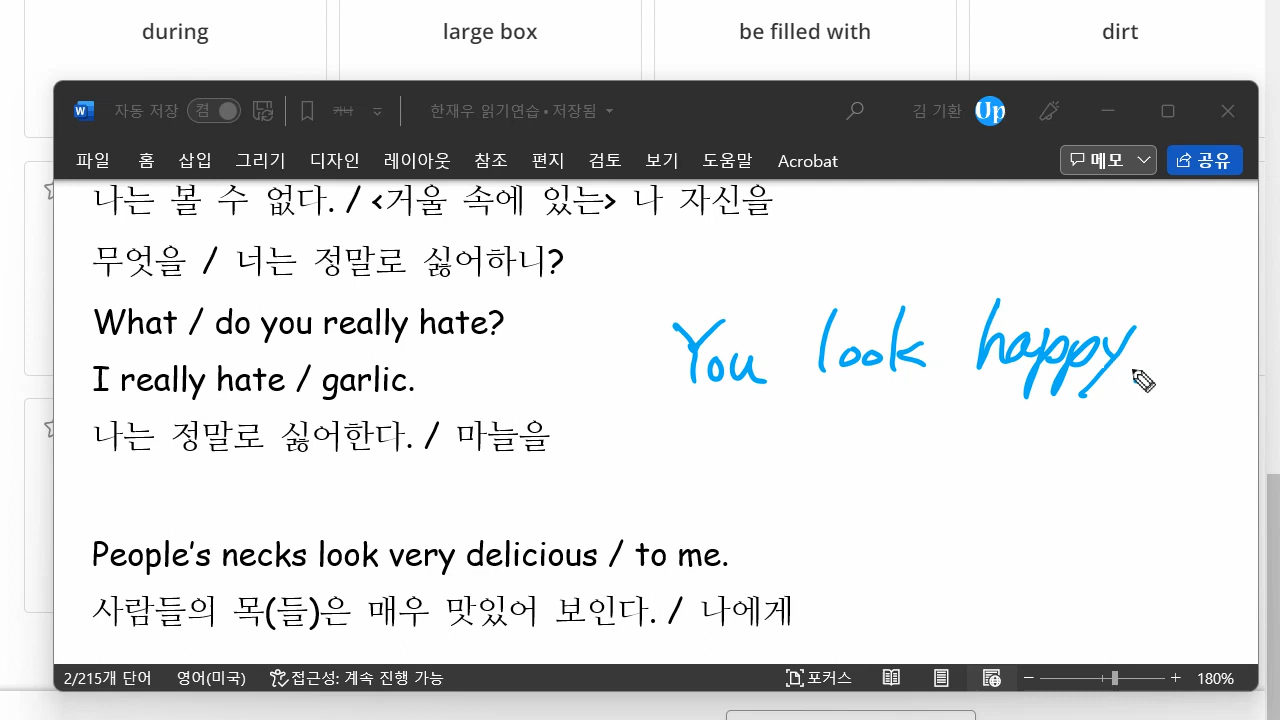 during
large box
be filled with
dirt
자동 저장
켬
가나
한재우 읽기연습 • 저장됨
김 기환
Up
파일
홈
삽입
그리기
디자인
레이아웃
참조
편지
검토
보기
도움말
Acrobat
메모
공유
나는 볼 수 없다. / <거울 속에 있는> 나 자신을
무엇을 / 너는 정말로 싫어하니?
What / do you really hate?
You look happy
I really hate / garlic.
나는 정말로 싫어한다. / 마늘을
People's necks look very delicious / to me.
사람들의 목(들)은 매우 맛있어 보인다. / 나에게
2/215개 단어
영어(미국)
접근성: 계속 진행 가능
포커스
180%